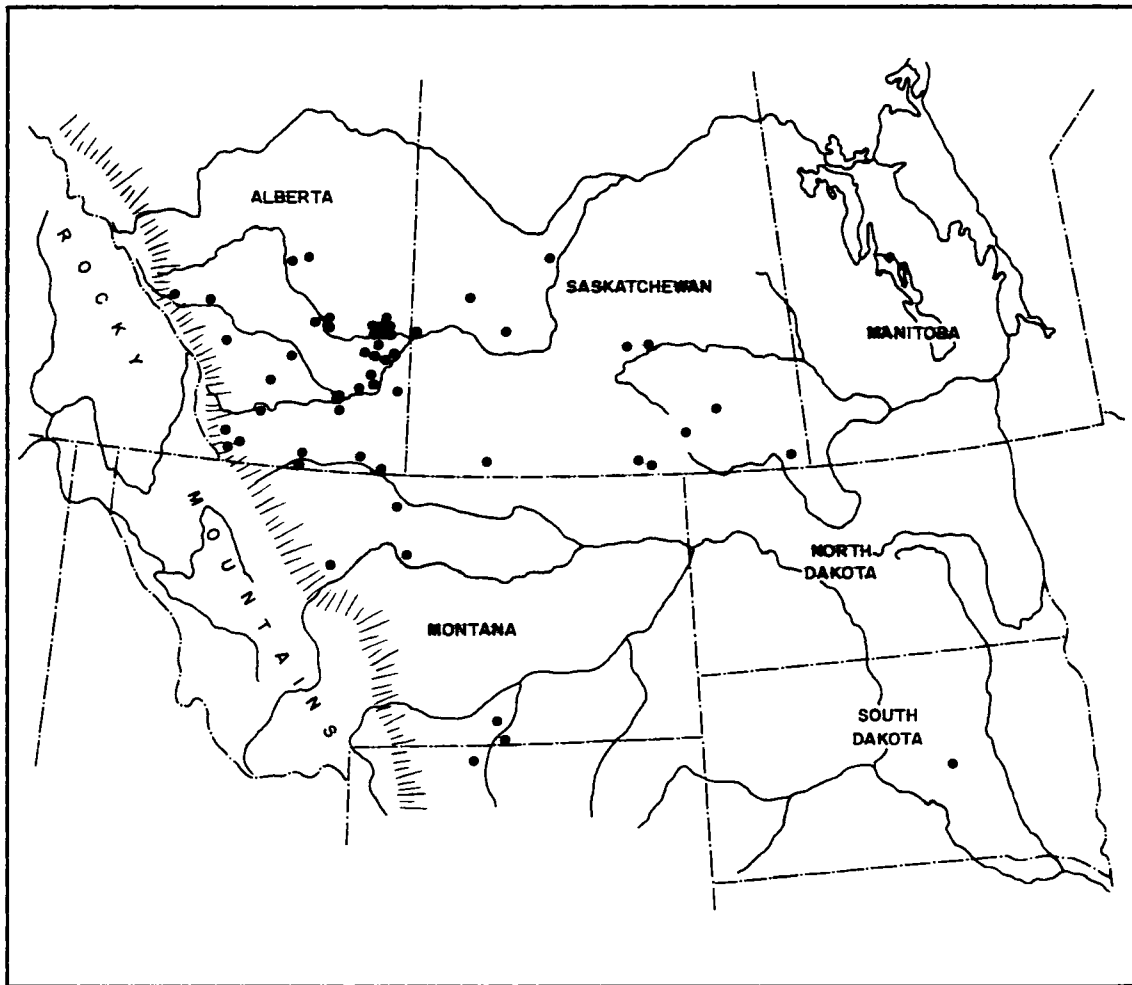 ALBERTA
ROCKY
SASKATCHEWAN
MANITOBA
MOUNTAINS
NORTH
DAKOTA
MONTANA
SOUTH
DAKOTA